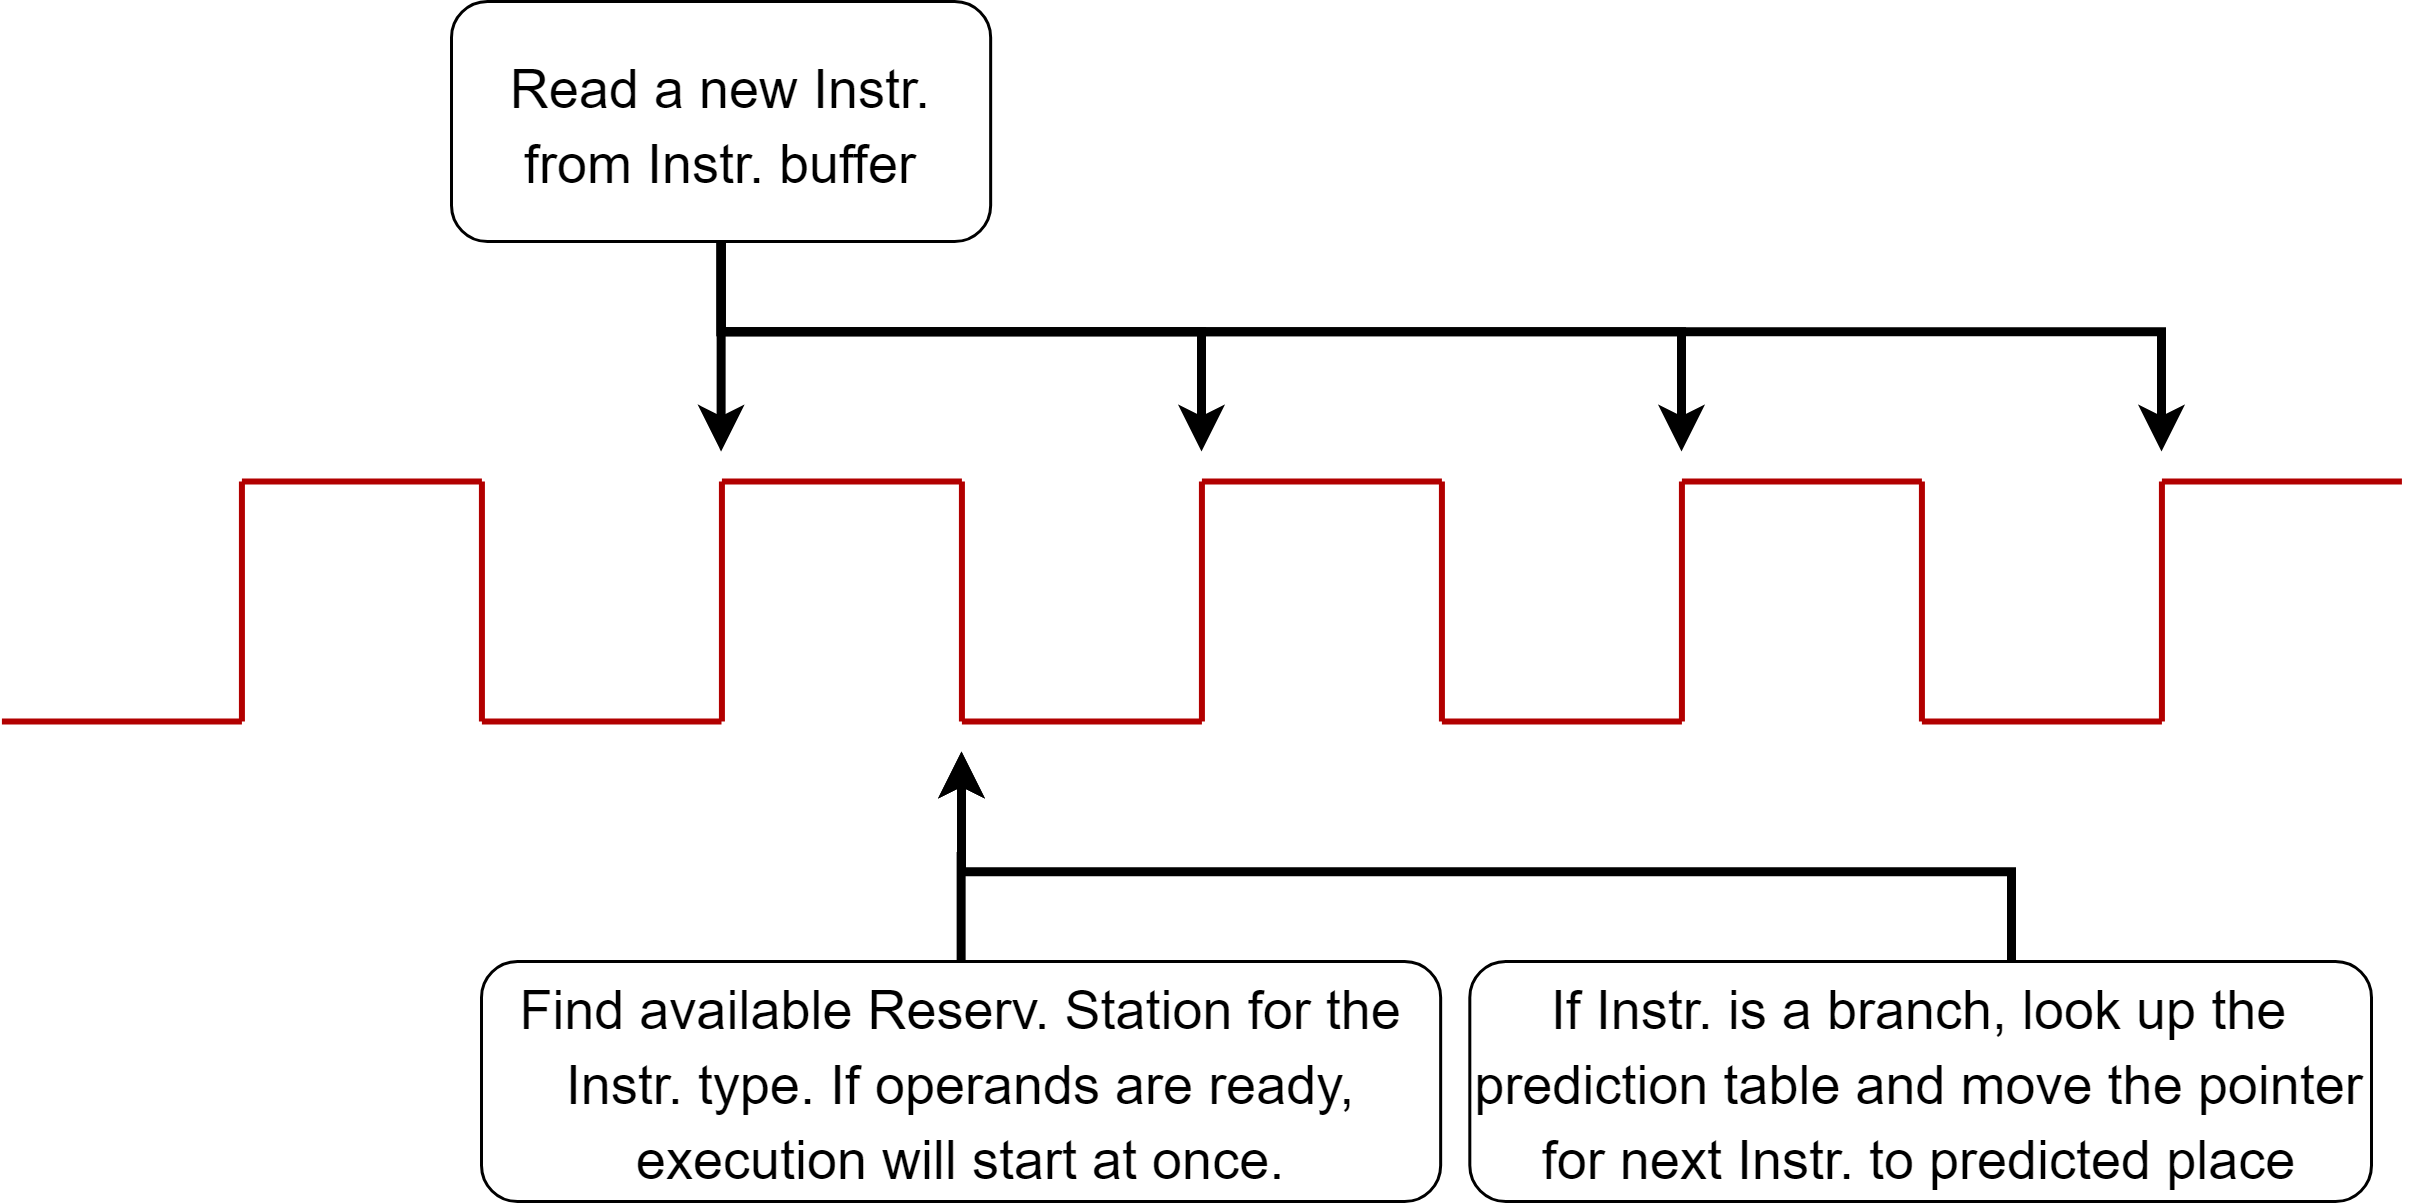 Read a new Instr.
from Instr. buffer
Find available Reserv. Station for the
Instr. type. If operands are ready,
execution will start at once.
If Instr. is a branch, look up the
prediction table and move the pointer
for next Instr. to predicted place